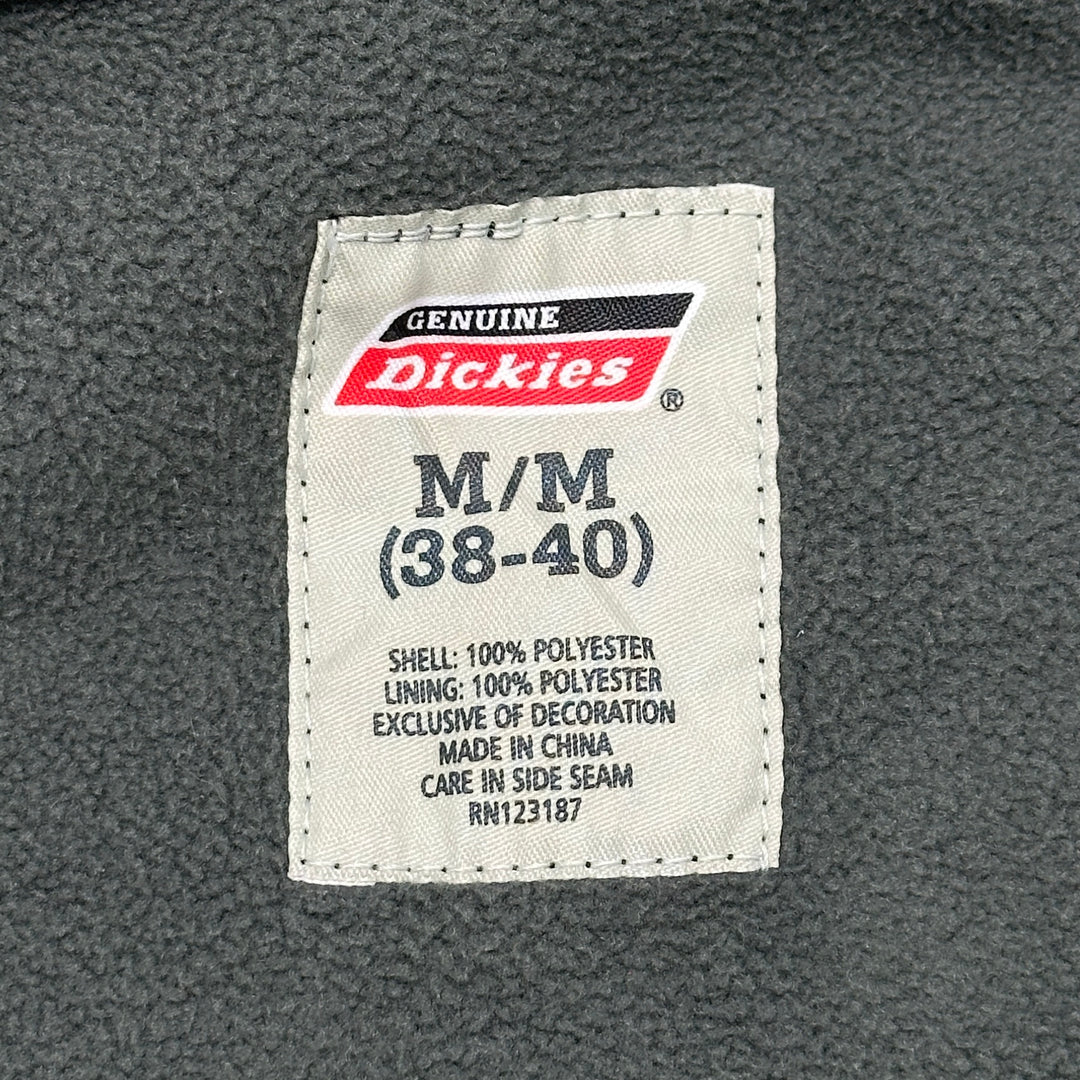 GENUINE
Dickies
®
M/M
(38-40)
SHELL: 100% POLYESTER
LINING: 100% POLYESTER
EXCLUSIVE OF DECORATION
MADE IN CHINA
CARE IN SIDE SEAM
RN123187